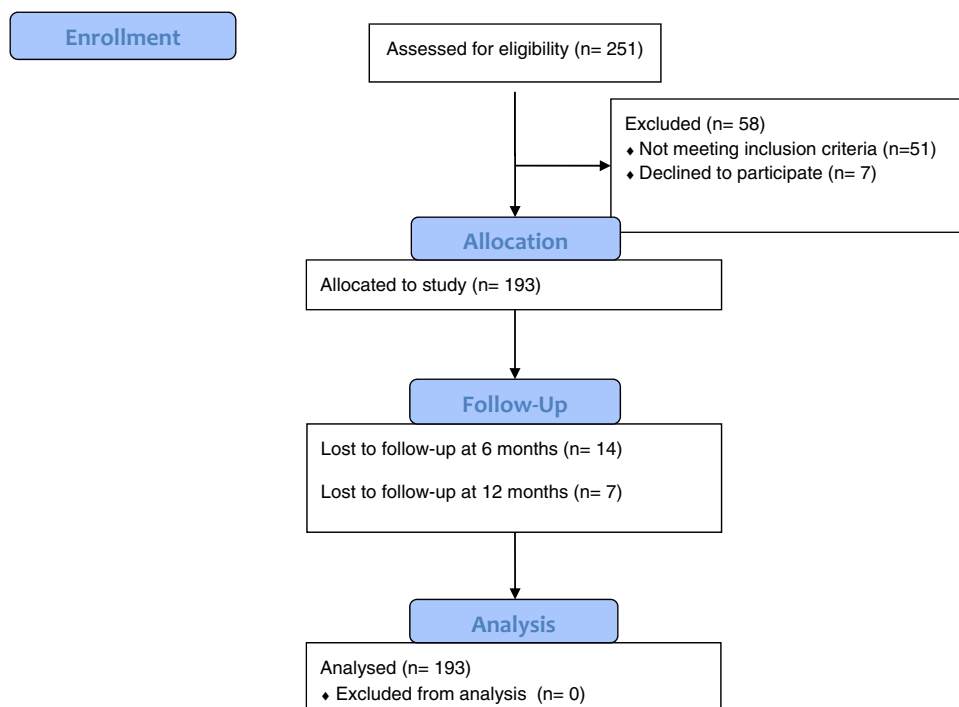 Enrollment
Assessed for eligibility (n= 251)
Excluded (n= 58)
♦ Not meeting inclusion criteria (n=51)
♦ Declined to participate (n= 7)
Allocation
Allocated to study (n= 193)
Follow-Up
Lost to follow-up at 6 months (n= 14)
Lost to follow-up at 12 months (n= 7)
Analysis
Analysed (n= 193)
♦ Excluded from analysis (n= 0)